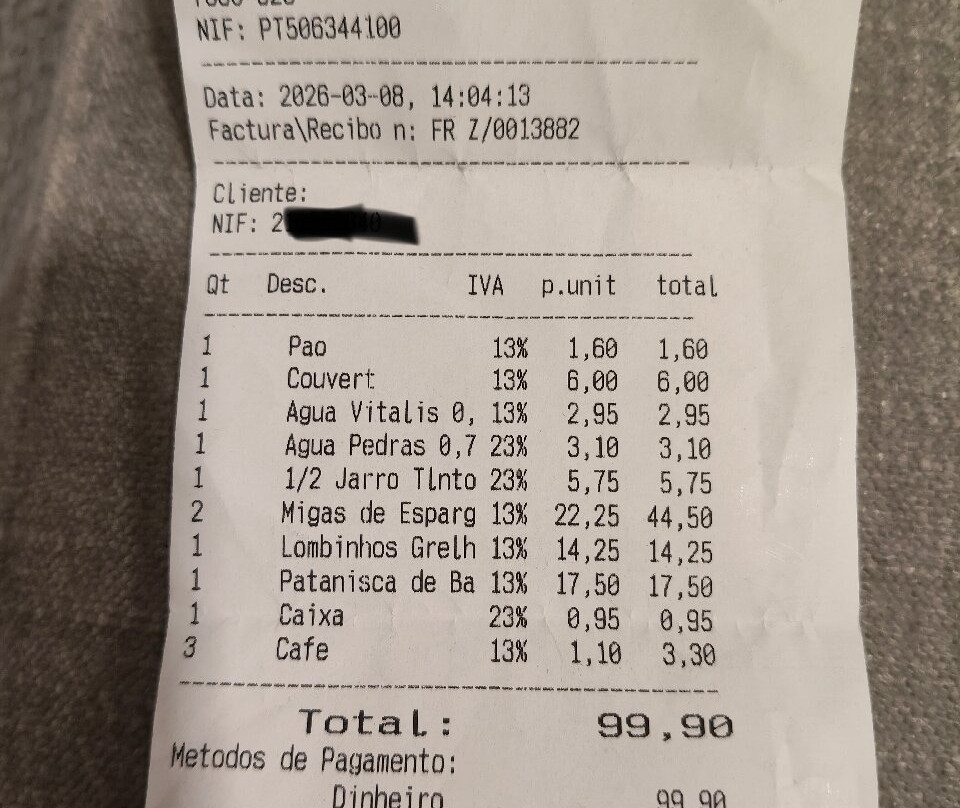 NIF: PT506344100
Data: 2026-03-08, 14:04:13
Factura\Recibo n: FR Z/0013882
Cliente:
NIF: 2
Qt Desc. IVA p.unit total
1 Pao 13% 1,60 1,60
1 Couvert 13% 6,00 6,00
1 Agua Vitalis 0, 13% 2,95 2,95
1 Agua Pedras 0,7 23% 3,10 3,10
1 1/2 Jarro TLnto 23% 5,75 5,75
2 Migas de Esparg 13% 22,25 44,50
1 Lombinhos Grelh 13% 14,25 14,25
1 Patanisca de Ba 13% 17,50 17,50
1 Caixa 23% 0,95 0,95
3 Cafe 13% 1,10 3,30
Total: 99,90
Metodos de Pagamento:
Dinheiro 99,90